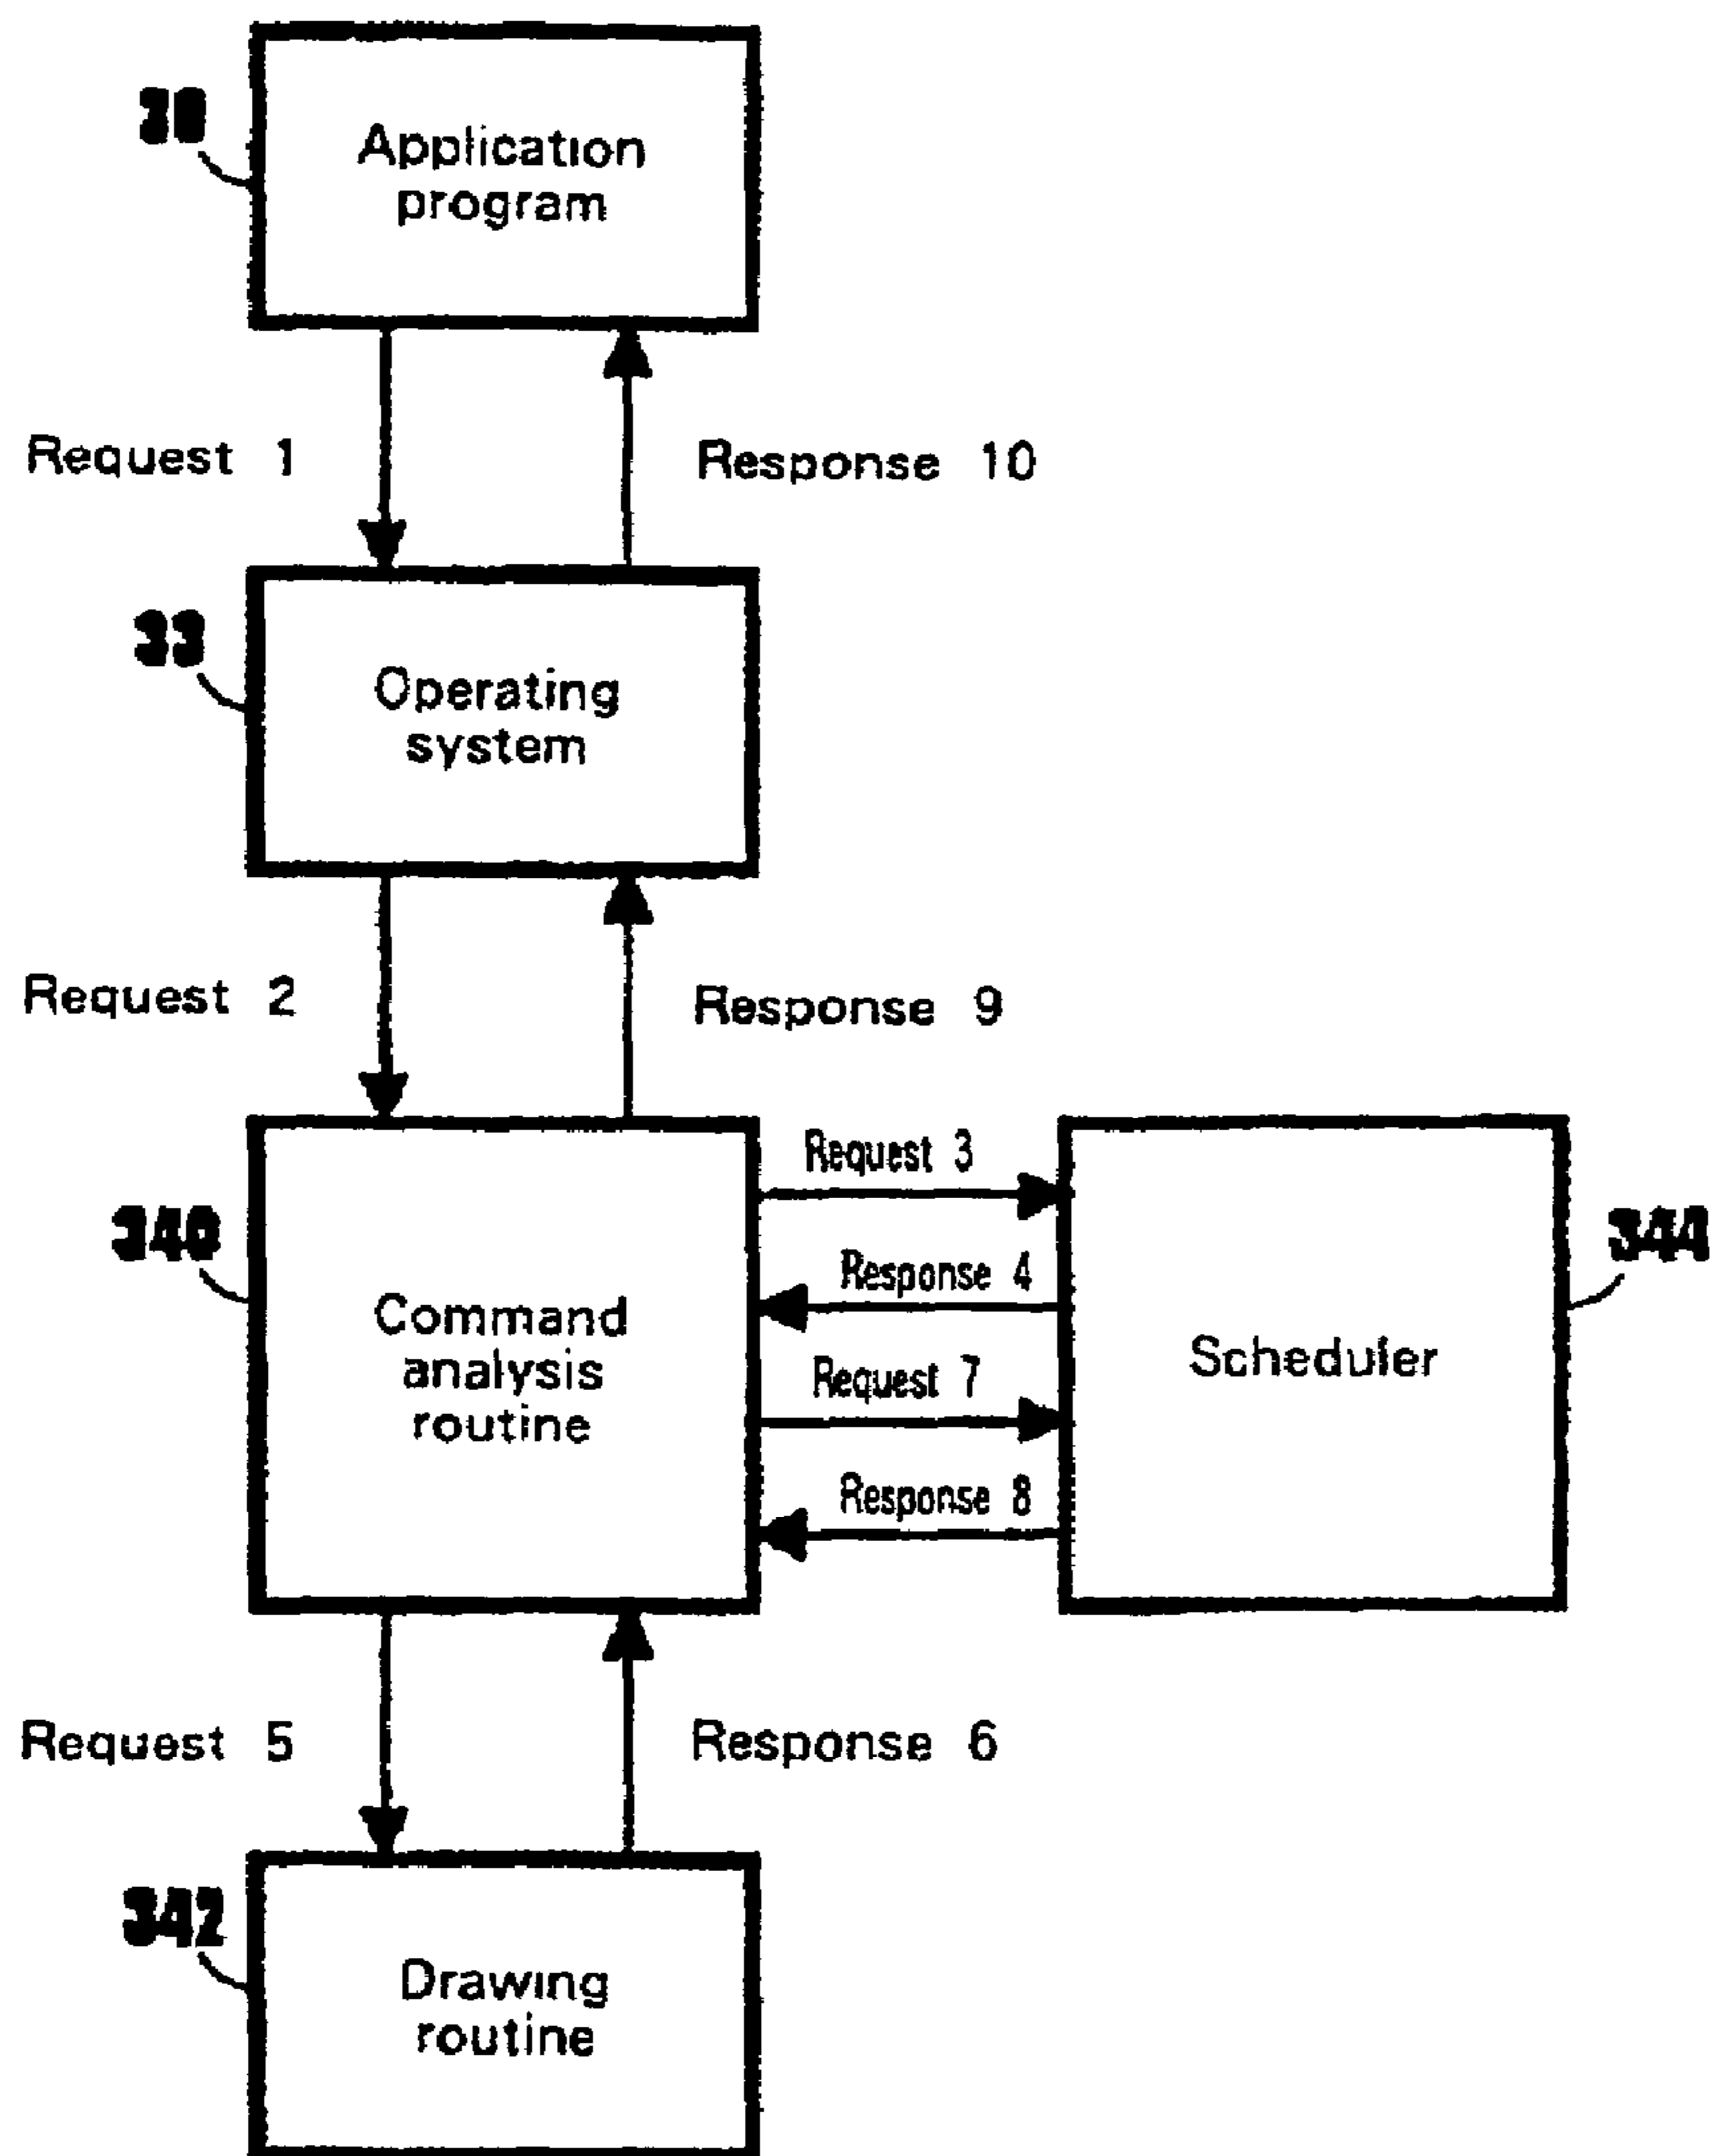 Application
program
Request 1
Response 10
33
Operating
system
Request 2
Response 9
Request 3
340
344
Response 4
Command
analysis
routine
Scheduler
Request 7
Response 8
Request 5
Response 6
342
Drawing
routine